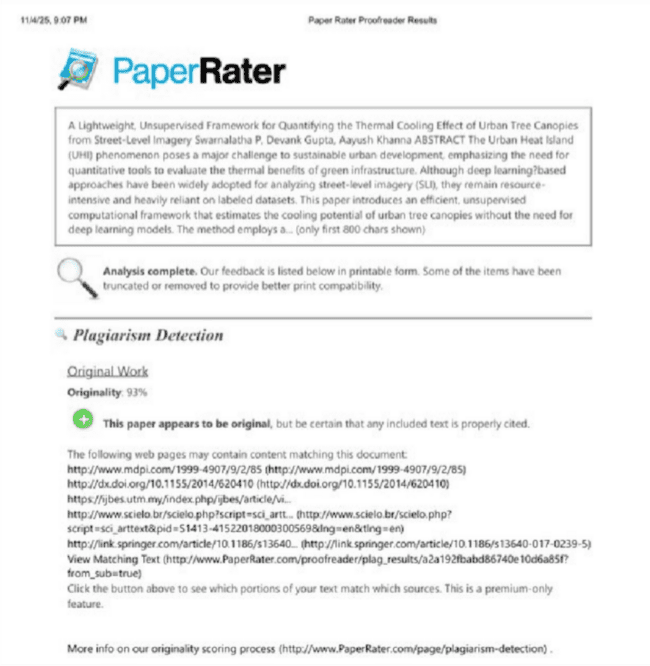 11/4/25, 9:07 PM
Paper Rater Proofreader Results
PaperRater
A Lightweight, Unsupervised Framework for Quantifying the Thermal Cooling Effect of Urban Tree Canopies
from Street-Level Imagery Swarnalatha P, Devank Gupta, Aayush Khanna ABSTRACT The Urban Heat Island
(UHI) phenomenon poses a major challenge to sustainable urban development, emphasizing the need for
quantitative tools to evaluate the thermal benefits of green infrastructure. Although deep learning?based
approaches have been widely adopted for analyzing street-level imagery (SLI), they remain resource-
intensive and heavily reliant on labeled datasets. This paper introduces an efficient, unsupervised
computational framework that estimates the cooling potential of urban tree canopies without the need for
deep learning models. The method employs a... (only first 800 chars shown)
Analysis complete. Our feedback is listed below in printable form. Some of the items have been
truncated or removed to provide better print compatibility.
Plagiarism Detection
Original Work
Originality: 93%
This paper appears to be original, but be certain that any included text is properly cited.
The following web pages may contain content matching this document:
http://www.mdpi.com/1999-4907/9/2/85 (http://www.mdpi.com/1999-4907/9/2/85)
http://dx.doi.org/10.1155/2014/620410 (http://dx.doi.org/10.1155/2014/620410)
https://ijbes.utm.my/index.php/ijbes/article/vi...
http://www.scielo.br/scielo.php?script=sci_artt... (http://www.scielo.br/scielo.php?
script=sci_arttext&pid=S1413-41522018000300569&lng=en&tlng=en)
http://link.springer.com/article/10.1186/s13640... (http://link.springer.com/article/10.1186/s13640-017-0239-5)
View Matching Text (http://www.PaperRater.com/proofreader/plag_results/a2a192fbabd86740e10d6a85f?
from_sub=true)
Click the button above to see which portions of your text match which sources. This is a premium-only
feature.
More info on our originality scoring process (http://www.PaperRater.com/page/plagiarism-detection) .